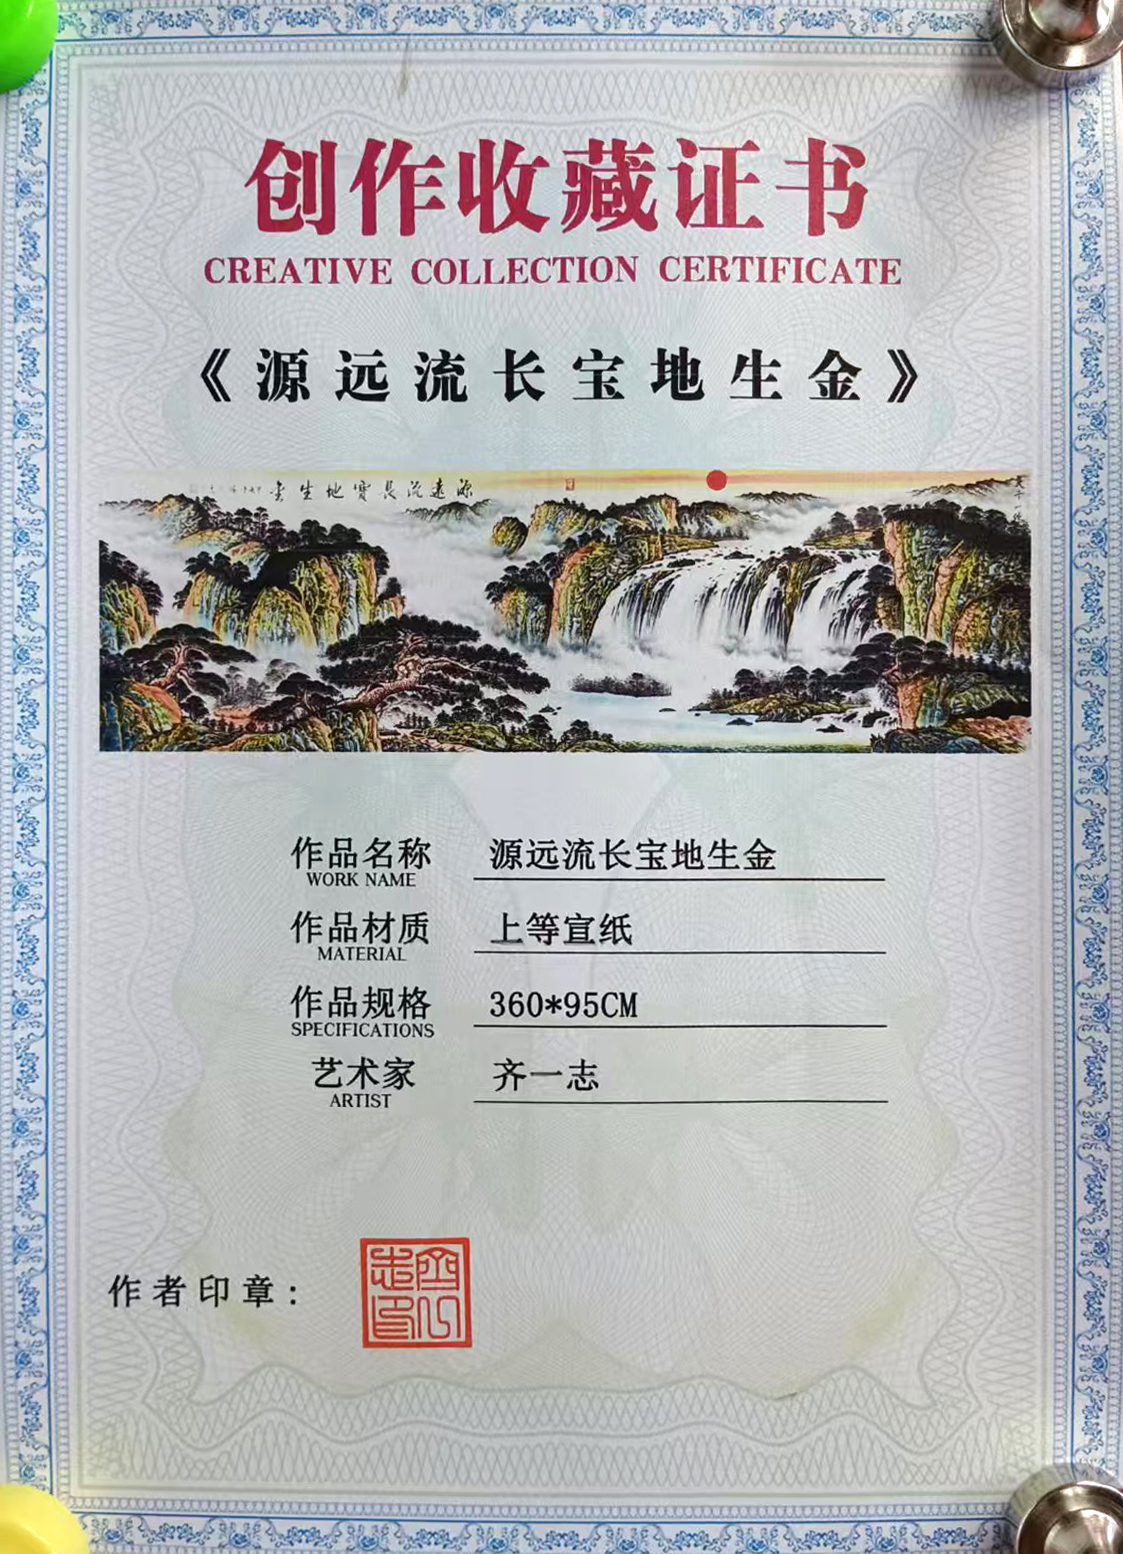 创作收藏证书
CREATIVE COLLECTION CERTIFICATE
《源远流长宝地生金》
源遠流長寶地生金
作品名称 源远流长宝地生金
WORK NAME
作品材质 上等宣纸
MATERIAL
作品规格 360*95CM
SPECIFICATIONS
艺术家 齐一志
ARTIST
作者印章：